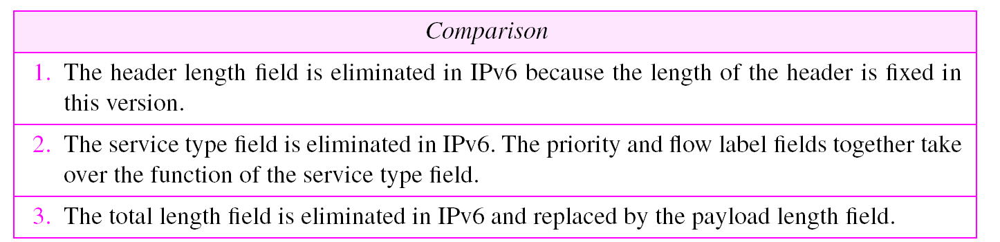 Comparison
1. The header length field is eliminated in IPv6 because the length of the header is fixed in
this version.
2. The service type field is eliminated in IPv6. The priority and flow label fields together take
over the function of the service type field.
3. The total length field is eliminated in IPv6 and replaced by the payload length field.